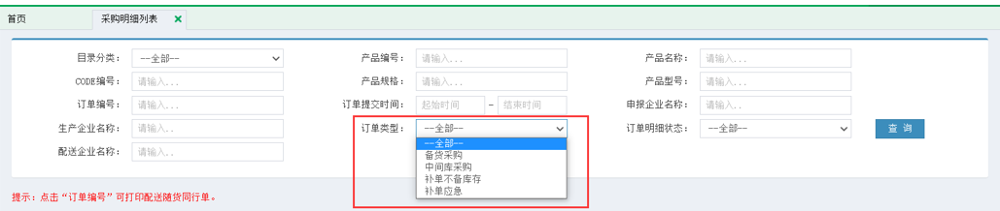 首页 采购明细列表 ×
目录分类： --全部-- 产品编号： 请输入... 产品名称： 请输入...
CODE编号： 请输入... 产品规格： 请输入... 产品型号： 请输入...
订单编号： 请输入... 订单提交时间： 起始时间 - 结束时间 申报企业名称： 请输入..
生产企业名称： 请输入.. 订单类型： --全部-- 订单明细状态： --全部-- 查 询
--全部--
备货采购
配送企业名称： 请输入.. 中间库采购
补单不备库存
补单应急
提示：点击“订单编号”可打印配送随货同行单。